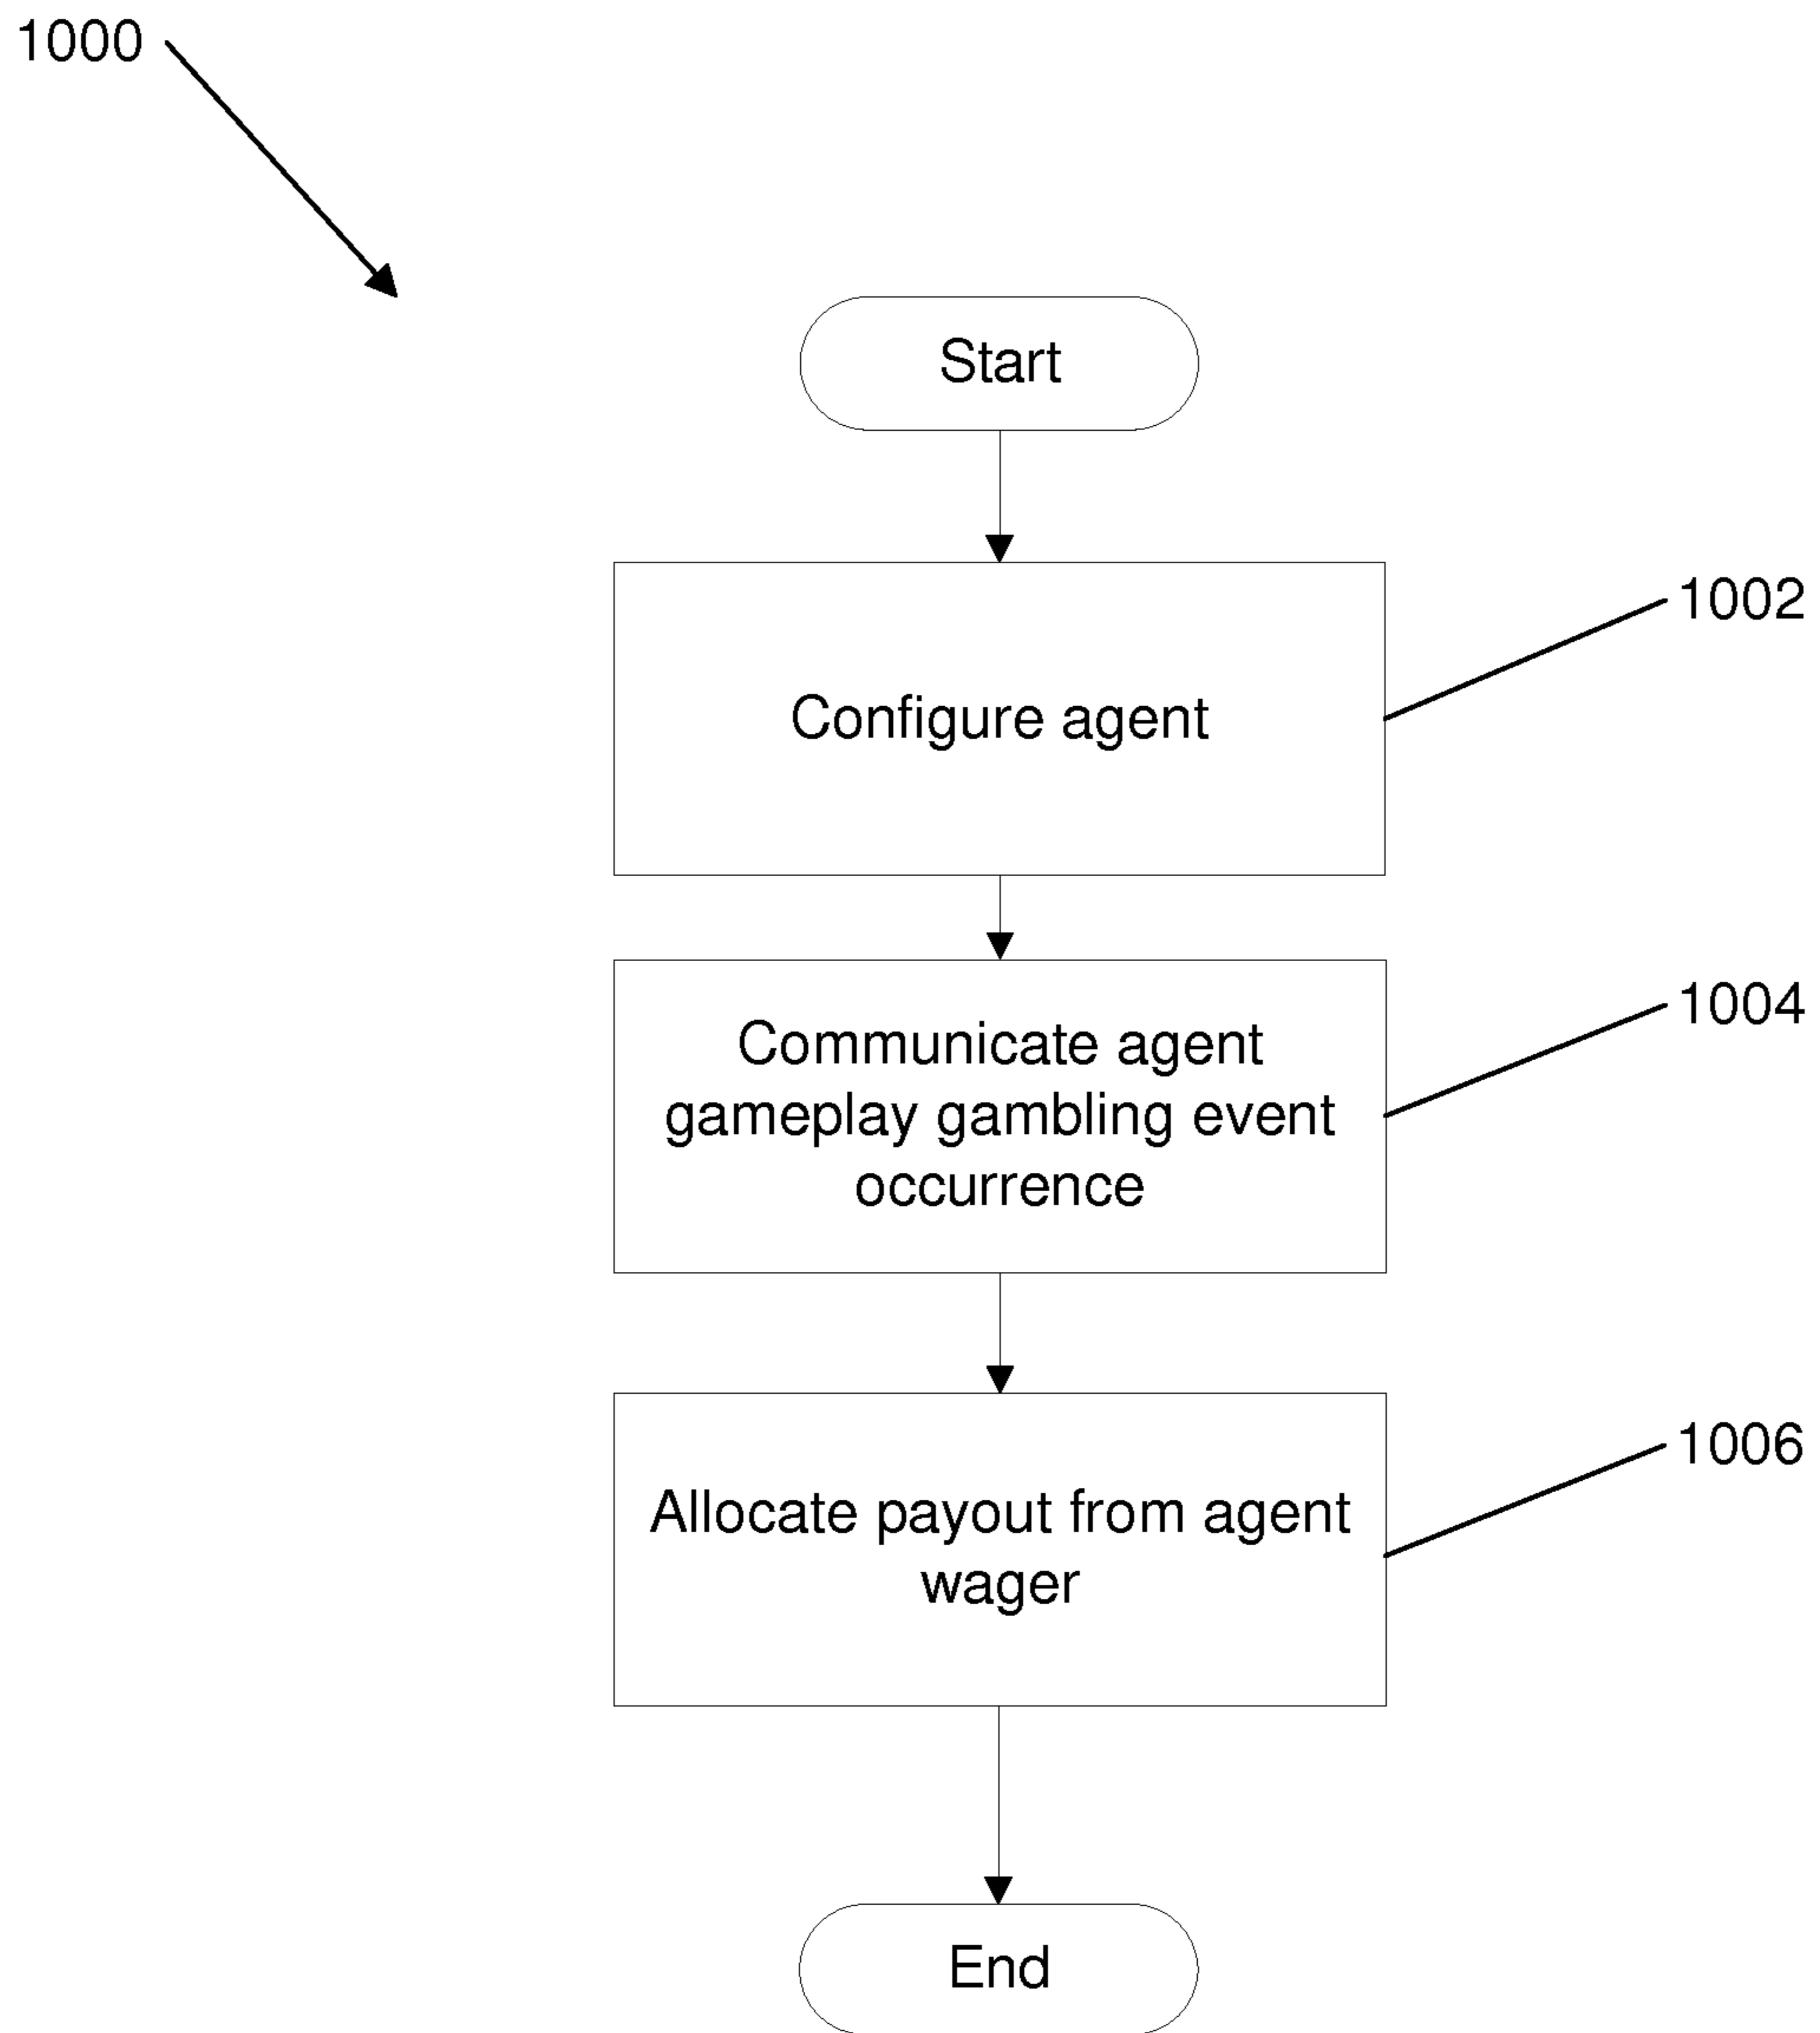 1000
Start
1002
Configure agent
1004
Communicate agent
gameplay gambling event
occurrence
1006
Allocate payout from agent
wager
End